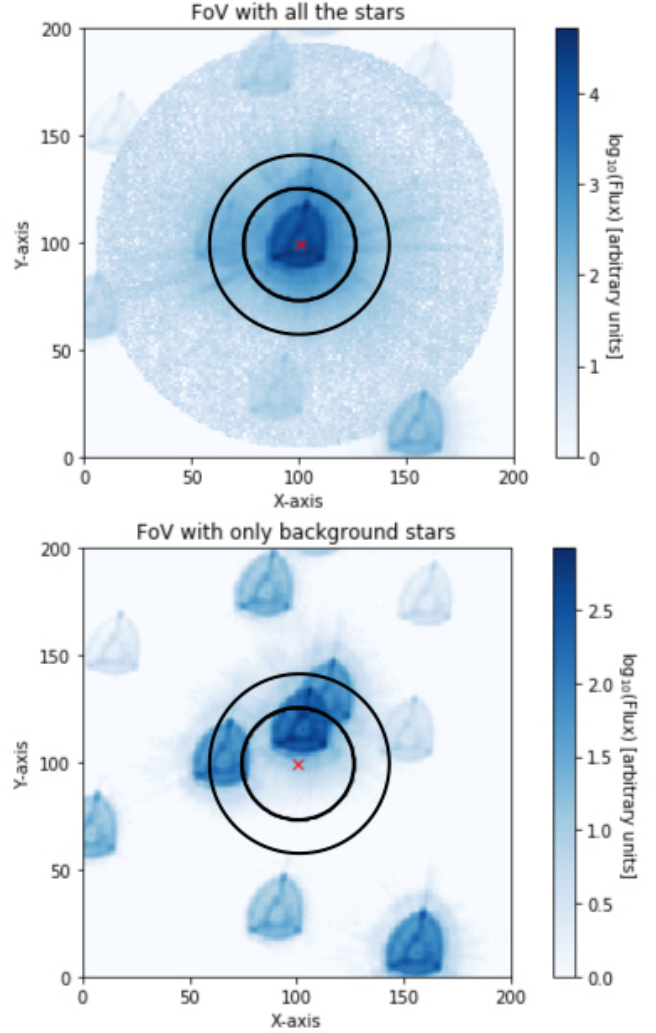 FoV with all the stars
200
150
100
50
0
Y-axis
0 50 100 150 200
X-axis
4
3
2
1
0
log₁₀(Flux) [arbitrary units]
FoV with only background stars
200
150
100
50
0
Y-axis
0 50 100 150 200
X-axis
2.5
2.0
1.5
1.0
0.5
0.0
log₁₀(Flux) [arbitrary units]